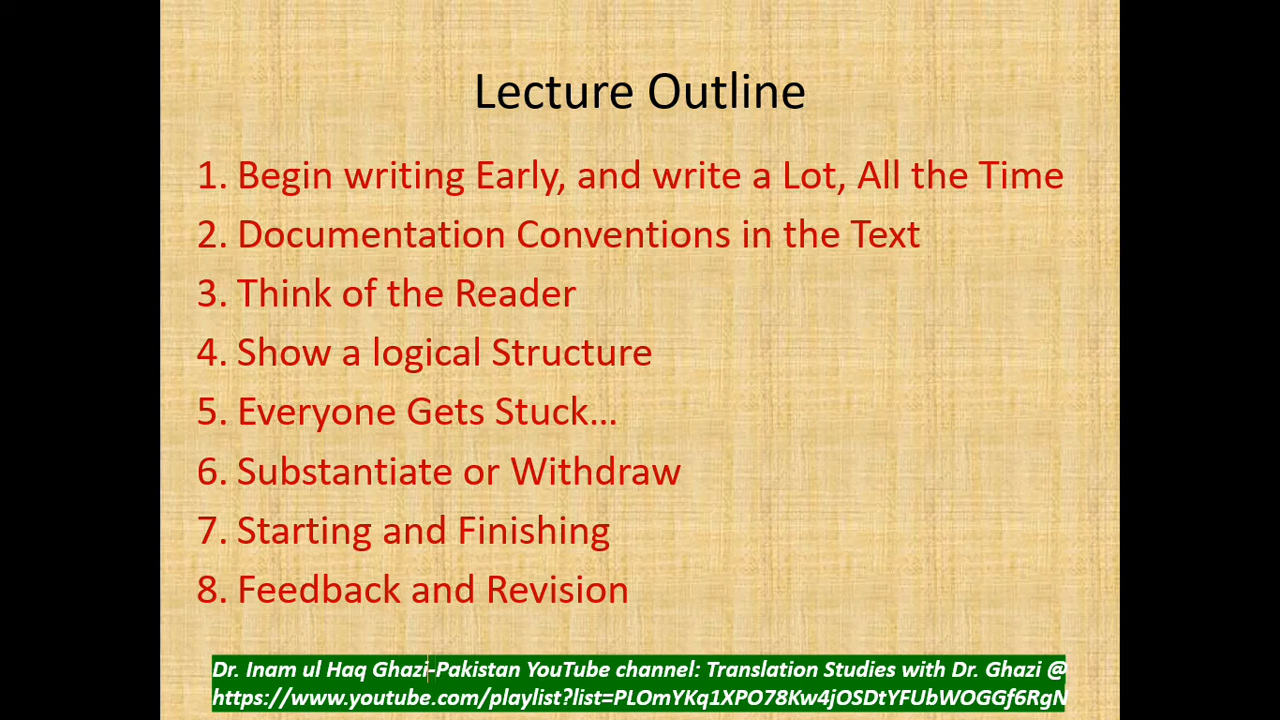 Lecture Outline
1. Begin writing Early, and write a Lot, All the Time
2. Documentation Conventions in the Text
3. Think of the Reader
4. Show a logical Structure
5. Everyone Gets Stuck…
6. Substantiate or Withdraw
7. Starting and Finishing
8. Feedback and Revision
Dr. Inam ul Haq Ghazi-Pakistan YouTube channel: Translation Studies with Dr. Ghazi @
https://www.youtube.com/playlist?list=PLOmYKq1XPO78Kw4jOSDtYFUbWOGGf6RgN